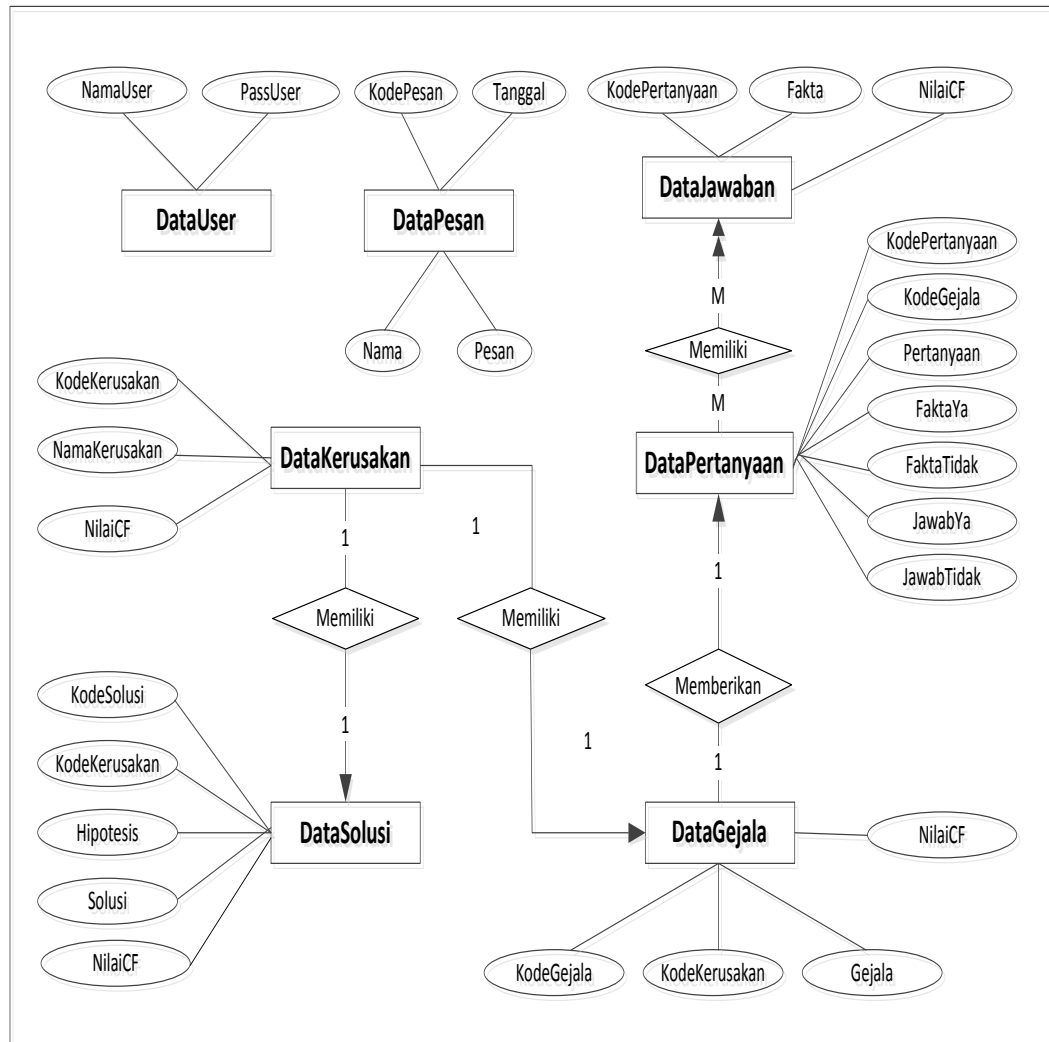 NamaUser
PassUser
KodePesan
Tanggal
KodePertanyaan
Fakta
NilaiCF
DataUser
DataPesan
DataJawaban
Nama
Pesan
M
Memiliki
M
KodePertanyaan
KodeGejala
Pertanyaan
FaktaYa
FaktaTidak
JawabYa
JawabTidak
DataPertanyaan
KodeKerusakan
NamaKerusakan
NilaiCF
DataKerusakan
1
1
1
Memiliki
Memiliki
Memberikan
1
1
1
KodeSolusi
KodeKerusakan
Hipotesis
Solusi
NilaiCF
DataSolusi
DataGejala
NilaiCF
KodeGejala
KodeKerusakan
Gejala